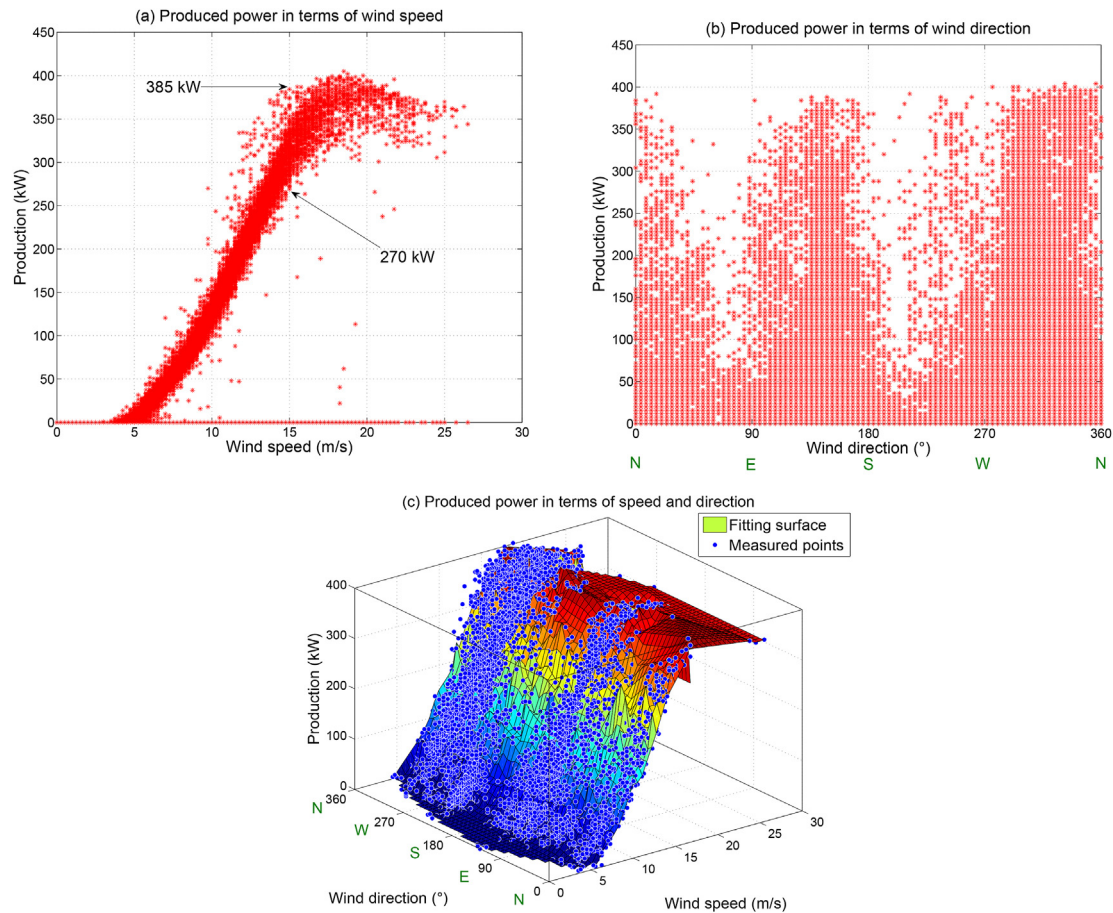 (a) Produced power in terms of wind speed
450
400
350
300
250
200
150
100
50
0
Production (kW)
385 kW
270 kW
0 5 10 15 20 25 30
Wind speed (m/s)
(b) Produced power in terms of wind direction
450
400
350
300
250
200
150
100
50
0
Production (kW)
0 90 180 270 360
Wind direction (°)
N E S W N
(c) Produced power in terms of speed and direction
Fitting surface
Measured points
400
300
200
100
0
Production (kW)
360
270
180
90
0
N
W
S
E
N
Wind direction (°)
0
5
10
15
20
25
30
Wind speed (m/s)